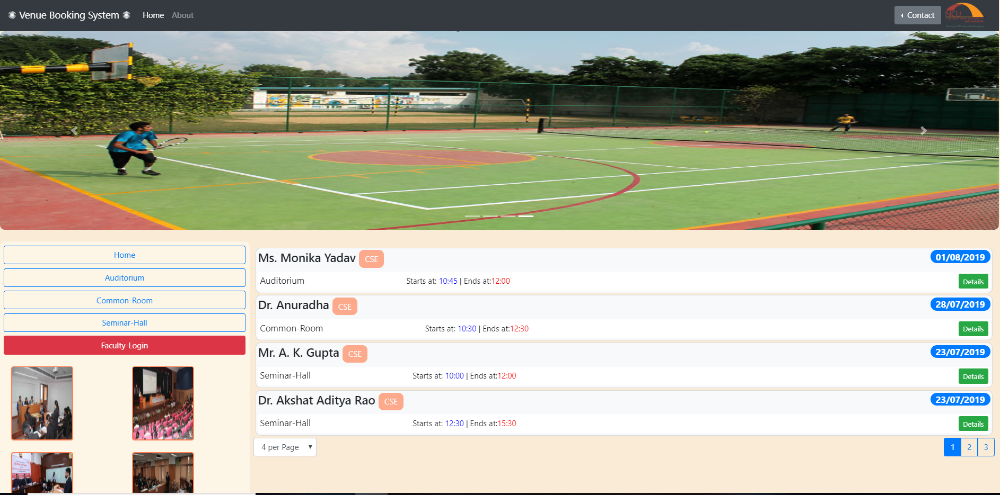 ✺ Venue Booking System ✺ Home About Contact
NCU
Home
Auditorium
Common-Room
Seminar-Hall
Faculty-Login
Ms. Monika Yadav CSE 01/08/2019
Auditorium Starts at: 10:45 | Ends at:12:00 Details
Dr. Anuradha CSE 28/07/2019
Common-Room Starts at: 10:30 | Ends at:12:30 Details
Mr. A. K. Gupta CSE 23/07/2019
Seminar-Hall Starts at: 10:00 | Ends at:12:00 Details
Dr. Akshat Aditya Rao CSE 23/07/2019
Seminar-Hall Starts at: 12:30 | Ends at:15:30 Details
4 per Page 1 2 3